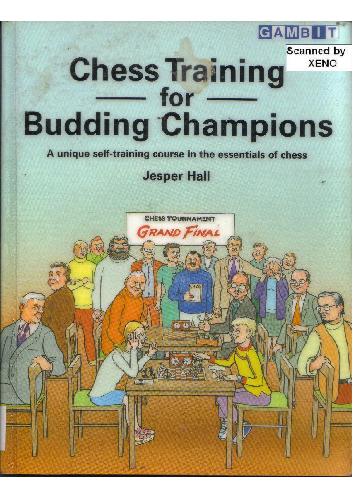 GAMBIT
Scanned by
XENO
Chess Training
for
Budding Champions
A unique self-training course in the essentials of chess
Jesper Hall
CHESS TOURNAMENT
GRAND FINAL